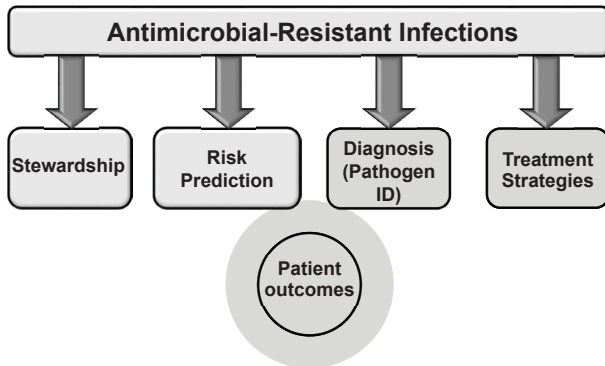 Antimicrobial-Resistant Infections
Stewardship
Risk
Prediction
Diagnosis
(Pathogen
ID)
Treatment
Strategies
Patient
outcomes